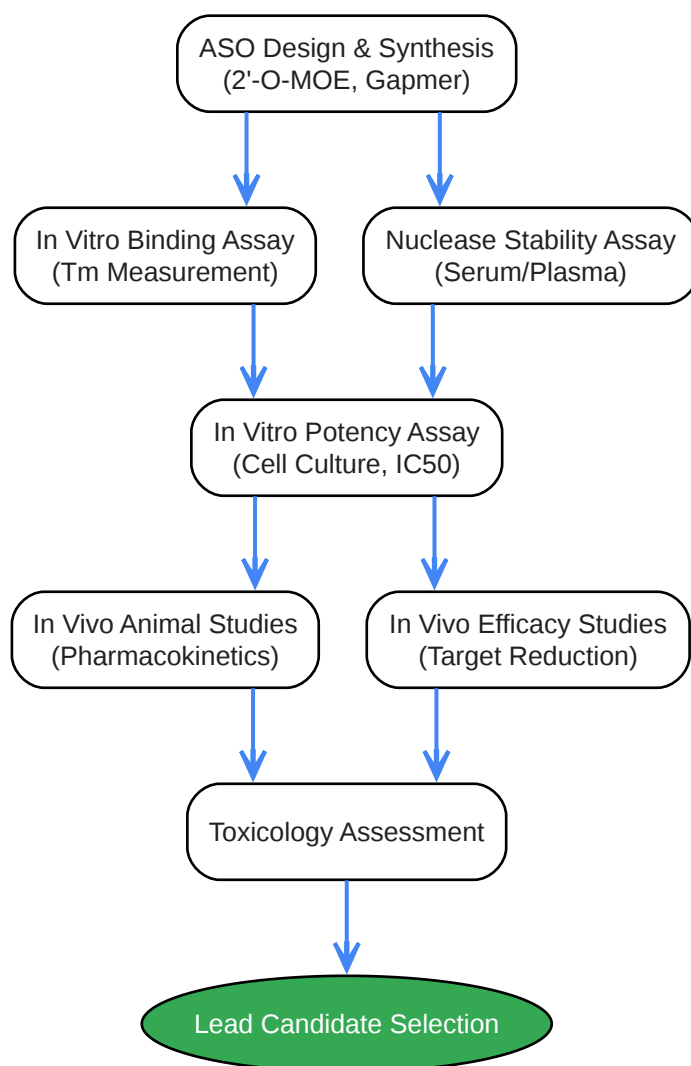 ASO Design & Synthesis
(2'-O-MOE, Gapmer)
In Vitro Binding Assay
(Tm Measurement)
Nuclease Stability Assay
(Serum/Plasma)
In Vitro Potency Assay
(Cell Culture, IC50)
In Vivo Animal Studies
(Pharmacokinetics)
In Vivo Efficacy Studies
(Target Reduction)
Toxicology Assessment
Lead Candidate Selection